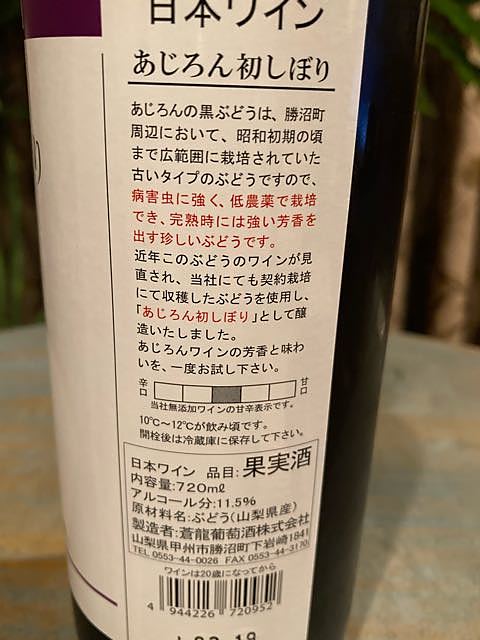 日本ワイン
あじろん初しぼり
あじろんの黒ぶどうは、勝沼町
周辺において、昭和初期の頃
まで広範囲に栽培されていた
古いタイプのぶどうですので、
病害虫に強く、低農薬で栽培
でき、完熟時には強い芳香を
出す珍しいぶどうです。
近年このぶどうのワインが見
直され、当社にても契約栽培
にて収穫したぶどうを使用し、
「あじろん初しぼり」として醸
造いたしました。
あじろんワインの芳香と味わ
いを、一度お試し下さい。
辛口 甘口
当社無添加ワインの甘辛表示です。
10℃〜12℃が飲み頃です。
開栓後は冷蔵庫に保存して下さい。
日本ワイン 品目:果実酒
内容量:720mℓ
アルコール分:11.5%
原材料名:ぶどう(山梨県産)
製造者:蒼龍葡萄酒株式会社
山梨県甲州市勝沼町下岩崎1841
TEL 0553-44-0026 FAX 0553-44-3170
ワインは20歳になってから
4 944226 720952